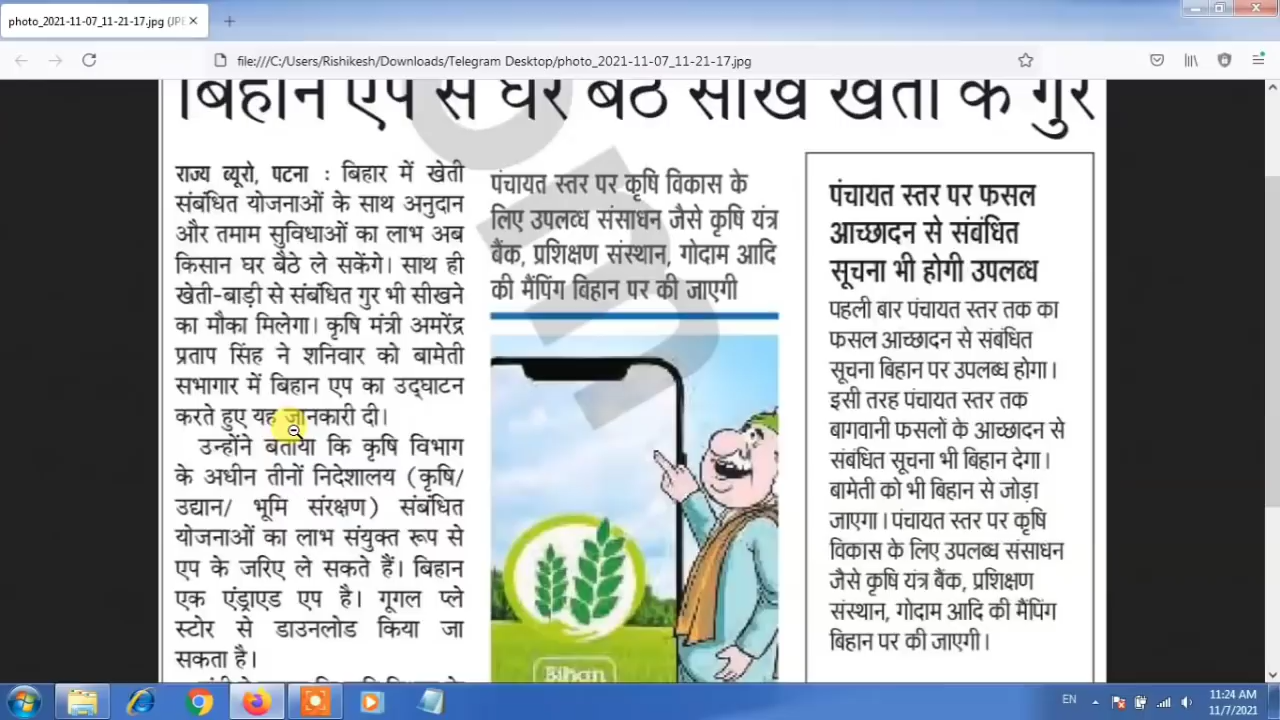 photo_2021-11-07_11-21-17.jpg (JPE
file:///C:/Users/Rishikesh/Downloads/Telegram Desktop/photo_2021-11-07_11-21-17.jpg
बिहान एप से घर बैठे सीखें खेती के गुर
राज्य ब्यूरो, पटना : बिहार में खेती
संबंधित योजनाओं के साथ अनुदान
और तमाम सुविधाओं का लाभ अब
किसान घर बैठे ले सकेंगे। साथ ही
खेती-बाड़ी से संबंधित गुर भी सीखने
का मौका मिलेगा। कृषि मंत्री अमरेंद्र
प्रताप सिंह ने शनिवार को बामेती
सभागार में बिहान एप का उद्घाटन
करते हुए यह जानकारी दी।
उन्होंने बताया कि कृषि विभाग
के अधीन तीनों निदेशालय (कृषि/
उद्यान/ भूमि संरक्षण) संबंधित
योजनाओं का लाभ संयुक्त रूप से
एप के जरिए ले सकते हैं। बिहान
एक एंड्राएड एप है। गूगल प्ले
स्टोर से डाउनलोड किया जा
सकता है।
पंचायत स्तर पर कृषि विकास के
लिए उपलब्ध संसाधन जैसे कृषि यंत्र
बैंक, प्रशिक्षण संस्थान, गोदाम आदि
की मैंपिंग विहान पर की जाएगी
Bihan
पंचायत स्तर पर फसल
आच्छादन से संबंधित
सूचना भी होगी उपलब्ध
पहली बार पंचायत स्तर तक का
फसल आच्छादन से संबंधित
सूचना बिहान पर उपलब्ध होगा।
इसी तरह पंचायत स्तर तक
बागवानी फसलों के आच्छादन से
संबंधित सूचना भी बिहान देगा।
बामेती को भी बिहान से जोड़ा
जाएगा। पंचायत स्तर पर कृषि
विकास के लिए उपलब्ध संसाधन
जैसे कृषि यंत्र बैंक, प्रशिक्षण
संस्थान, गोदाम आदि की मैंपिंग
बिहान पर की जाएगी।
EN
11:24 AM
11/7/2021